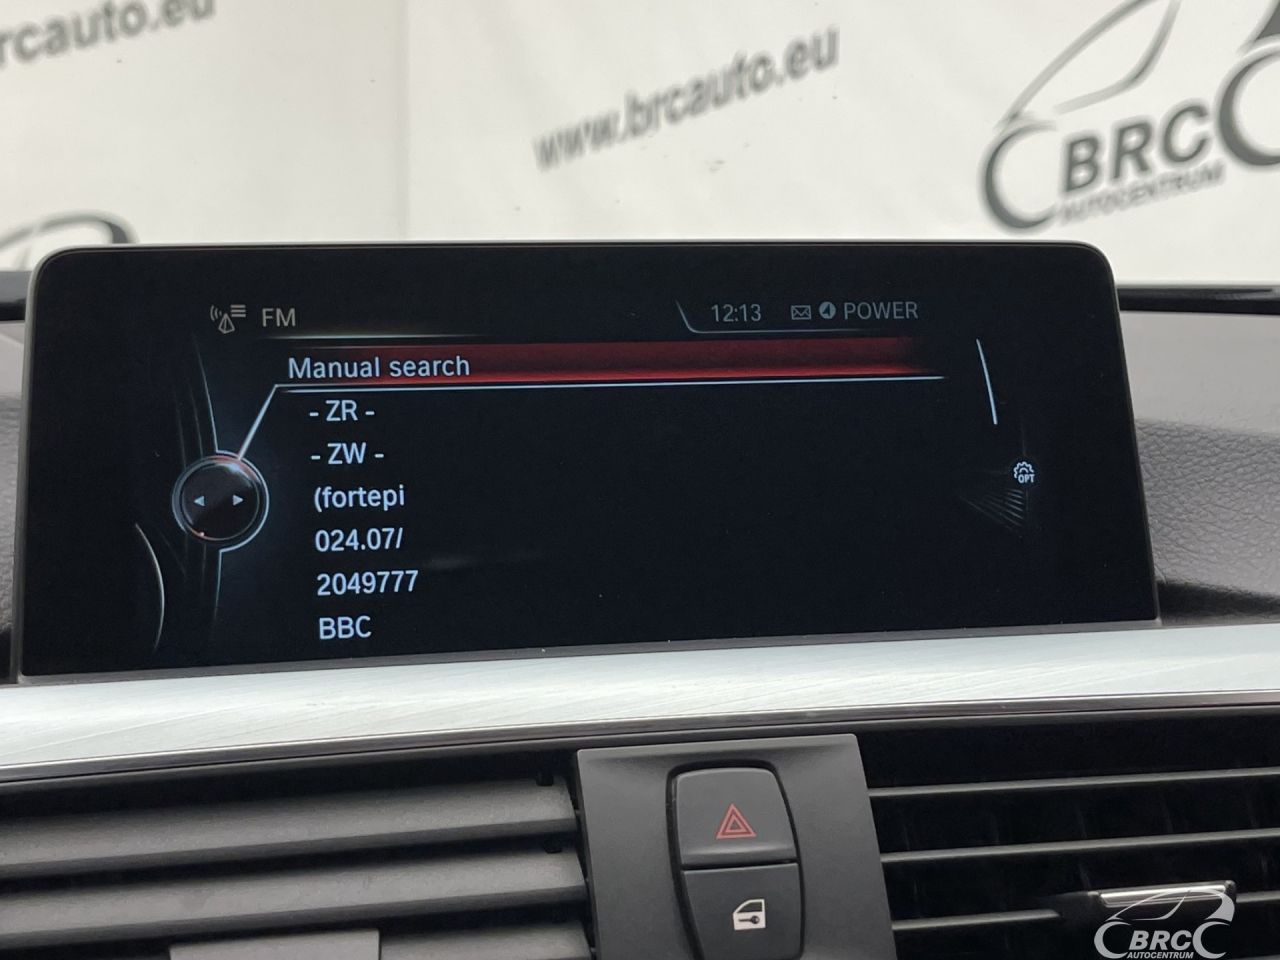 rcauto.eu
www.brcauto.eu
BRC
AUTOCENTRUM
FM
12:13
POWER
Manual search
- ZR -
- ZW -
(fortepi
024.07/
2049777
BBC
OPT
BRC
AUTOCENTRUM